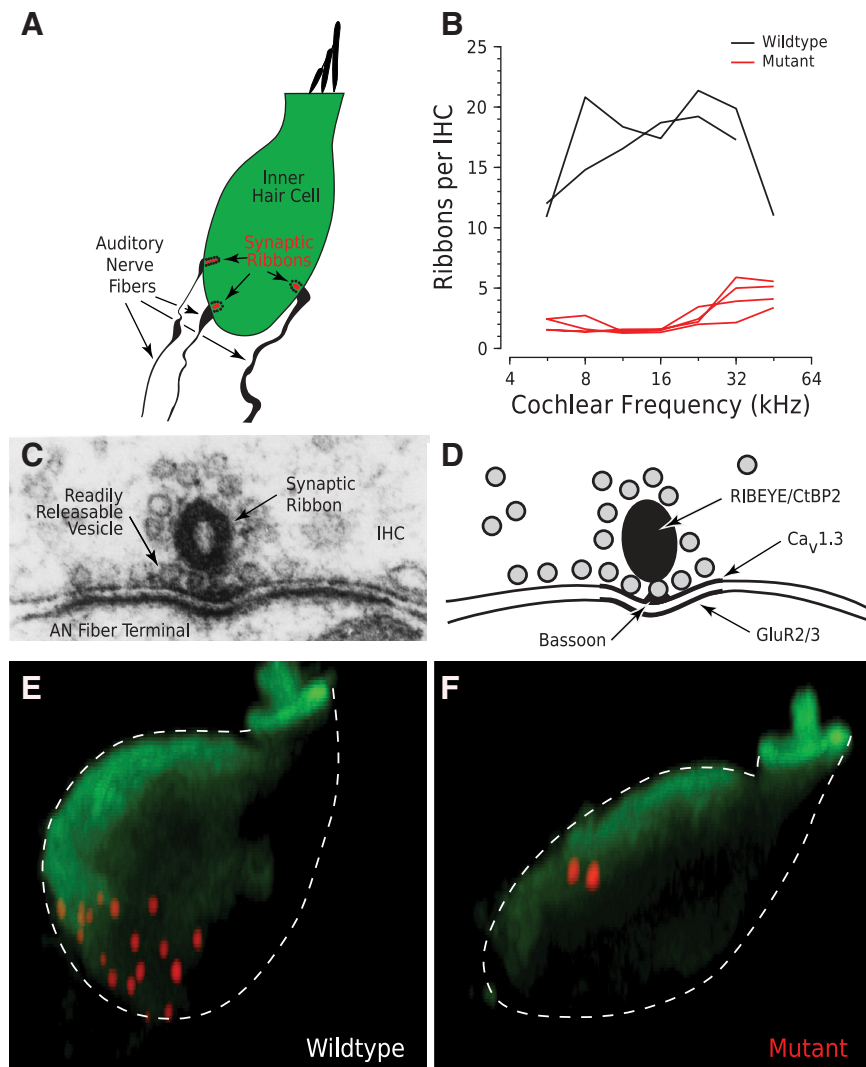 A
Inner
Hair Cell
Synaptic
Ribbons
Auditory
Nerve
Fibers
B
Wildtype
Mutant
Ribbons per IHC
25
20
15
10
5
0
4
8
16
32
64
Cochlear Frequency (kHz)
C
Readily
Releasable
Vesicle
Synaptic
Ribbon
IHC
AN Fiber Terminal
D
RIBEYE/CtBP2
CaV1.3
Bassoon
GluR2/3
E
Wildtype
F
Mutant